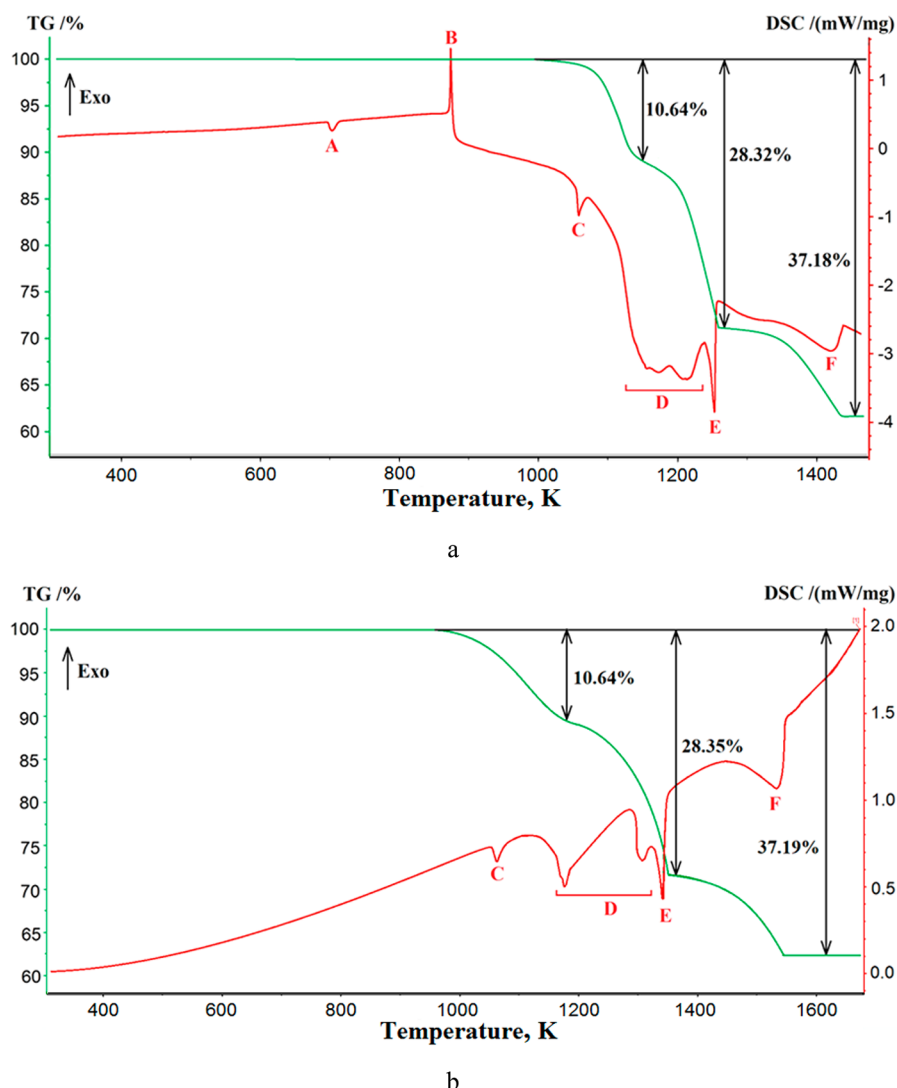 TG /%
DSC /(mW/mg)
B
100
1
Exo
95
10.64%
90
A
28.32%
0
85
C
-1
80
37.18%
75
-2
70
F
-3
65
D
E
60
-4
400 600 800 1000 1200 1400
Temperature, K
a
TG /%
DSC /(mW/mg)
100
2.0
Exo
95
10.64%
90
1.5
85
28.35%
80
F
1.0
75
37.19%
C
70
D
E
0.5
65
60
0.0
400 600 800 1000 1200 1400 1600
Temperature, K
b